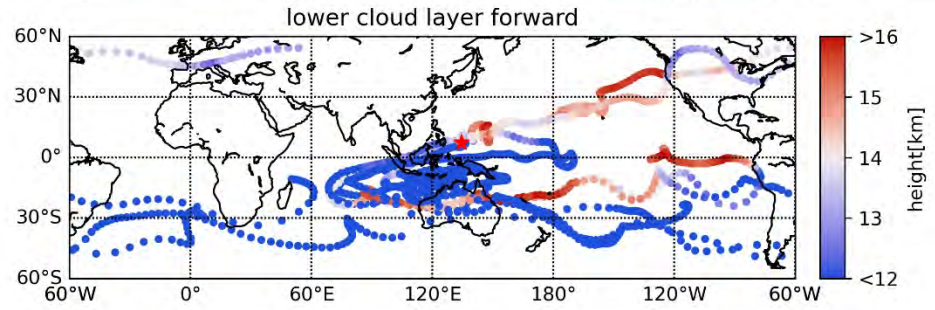 lower cloud layer forward
60°N
30°N
0°
30°S
60°S
60°W
0°
60°E
120°E
180°
120°W
60°W
>16
15
14
13
<12
height[km]